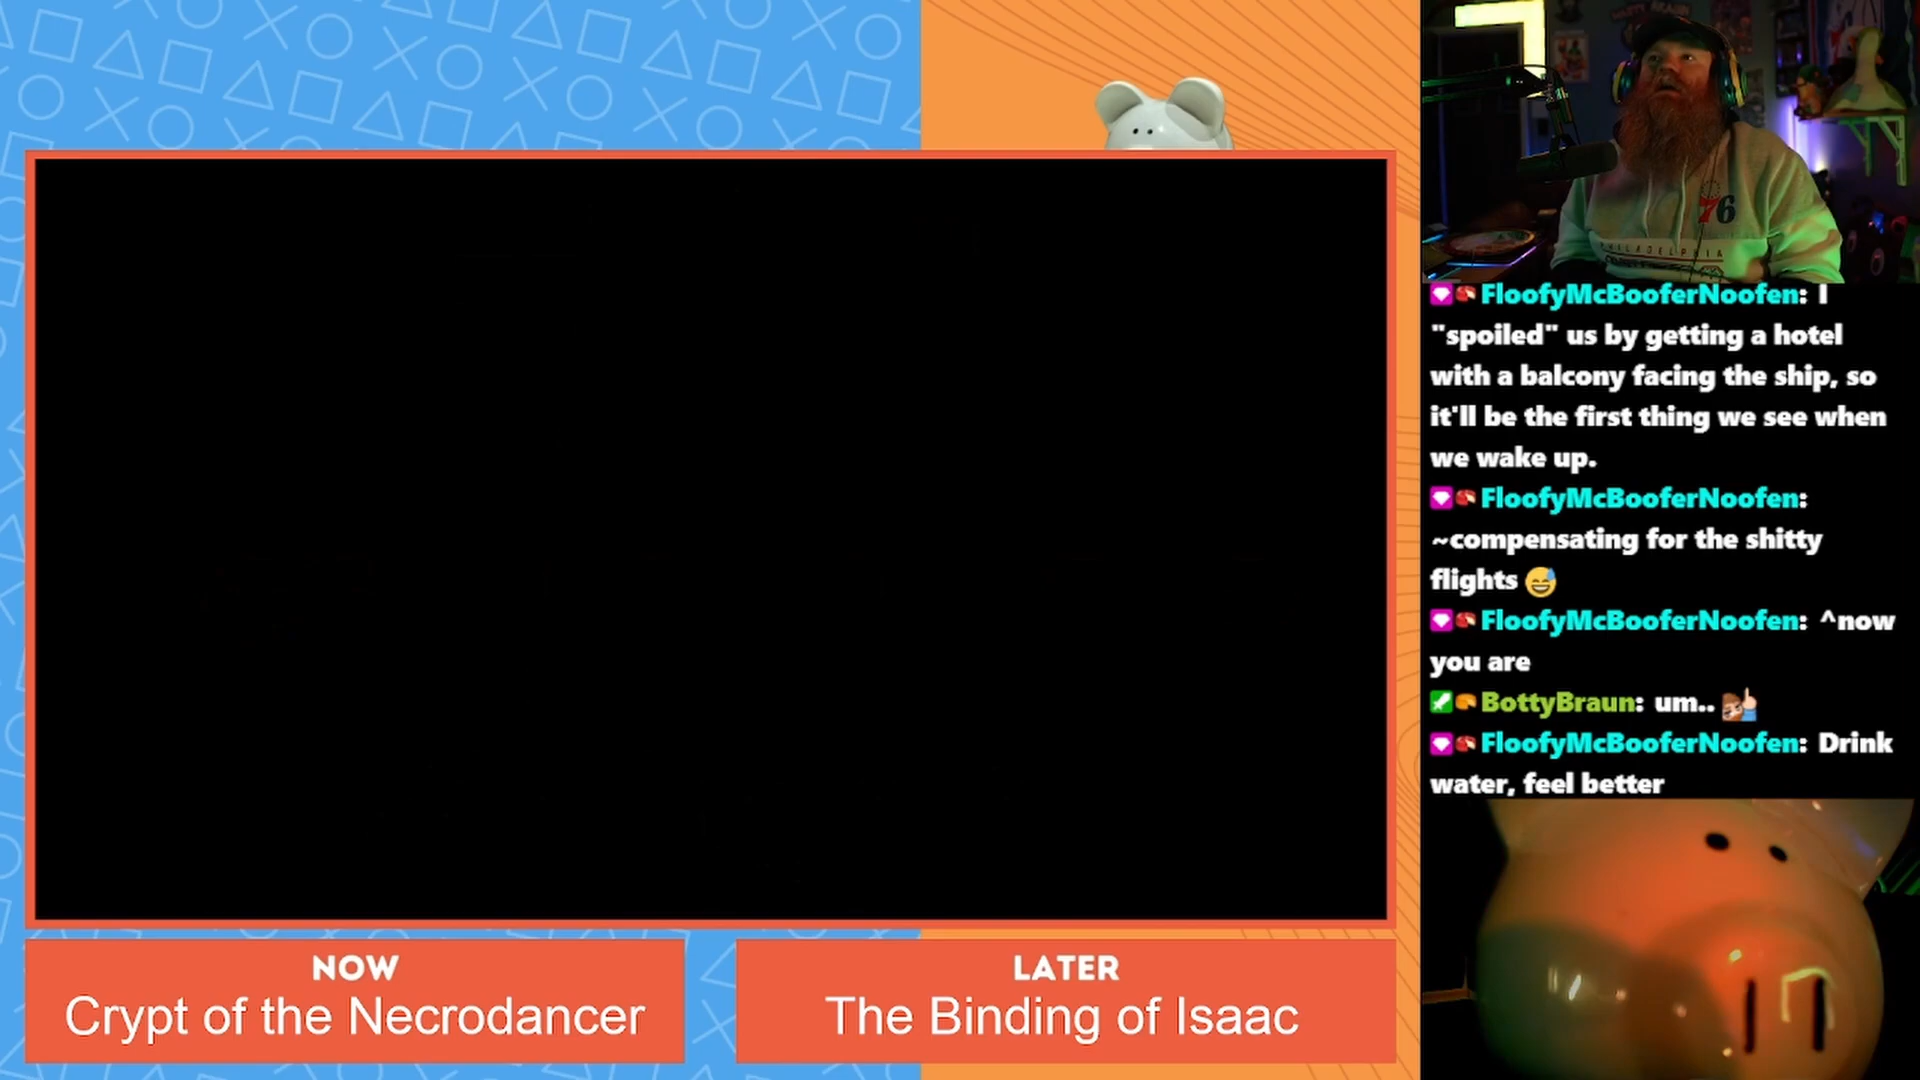 76
PHILADELPHIA
FloofyMcBooferNoofen: I
"spoiled" us by getting a hotel
with a balcony facing the ship, so
it'll be the first thing we see when
we wake up.
FloofyMcBooferNoofen:
~compensating for the shitty
flights 😅
FloofyMcBooferNoofen: ^now
you are
BottyBraun: um..
FloofyMcBooferNoofen: Drink
water, feel better
NOW
Crypt of the Necrodancer
LATER
The Binding of Isaac